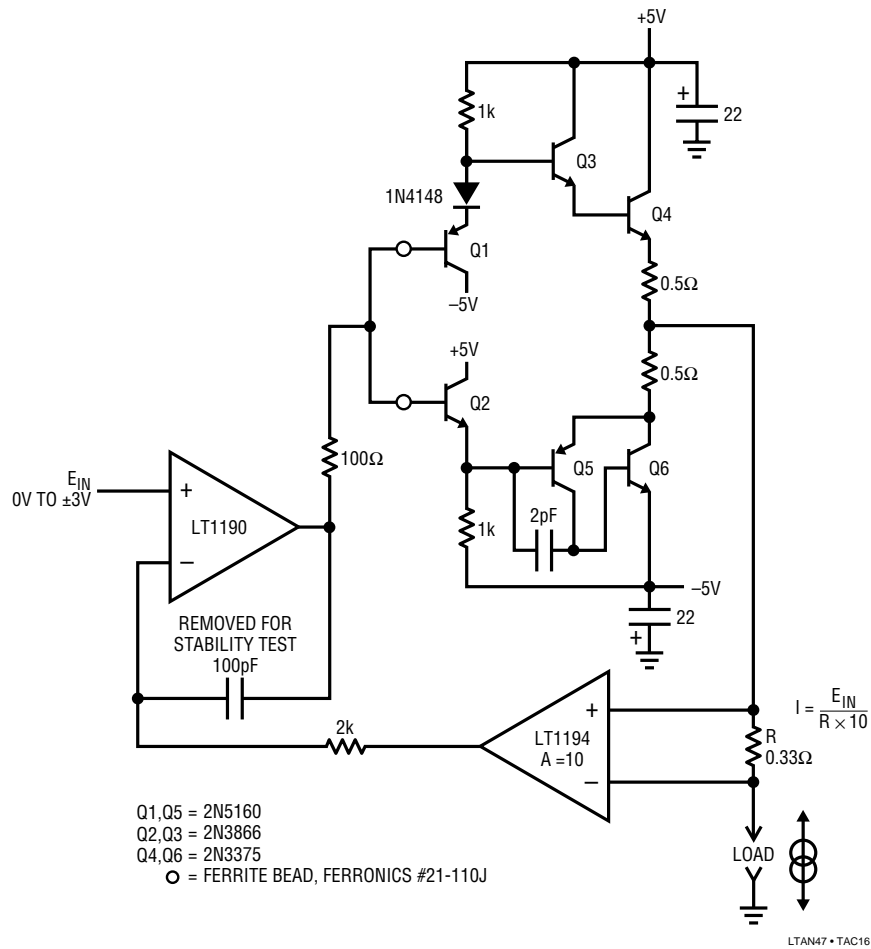 +5V
1k
+
22
Q3
1N4148
Q4
Q1
0.5Ω
–5V
+5V
0.5Ω
Q2
100Ω
E_IN
0V TO ±3V
+
LT1190
–
Q5
Q6
2pF
1k
–5V
REMOVED FOR
STABILITY TEST
100pF
22
+
I = E_IN / R × 10
+
LT1194
A =10
–
R
0.33Ω
2k
Q1,Q5 = 2N5160
Q2,Q3 = 2N3866
Q4,Q6 = 2N3375
= FERRITE BEAD, FERRONICS #21-110J
LOAD
LTAN47 • TAC16